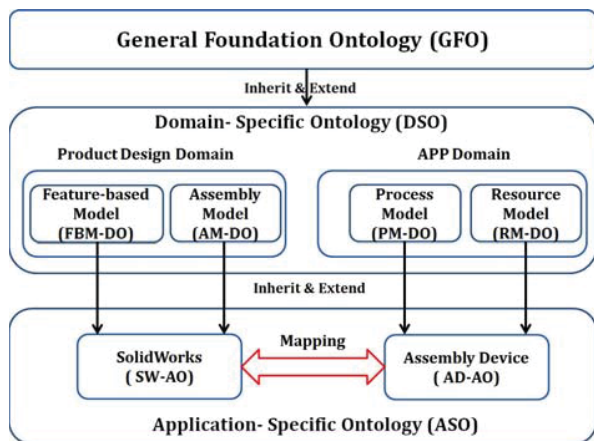 General Foundation Ontology (GFO)
Inherit & Extend
Domain- Specific Ontology (DSO)
Product Design Domain
APP Domain
Feature-based
Model
(FBM-DO)
Assembly
Model
(AM-DO)
Process
Model
(PM-DO)
Resource
Model
(RM-DO)
Inherit & Extend
SolidWorks
( SW-AO)
Mapping
Assembly Device
( AD-AO)
Application- Specific Ontology (ASO)